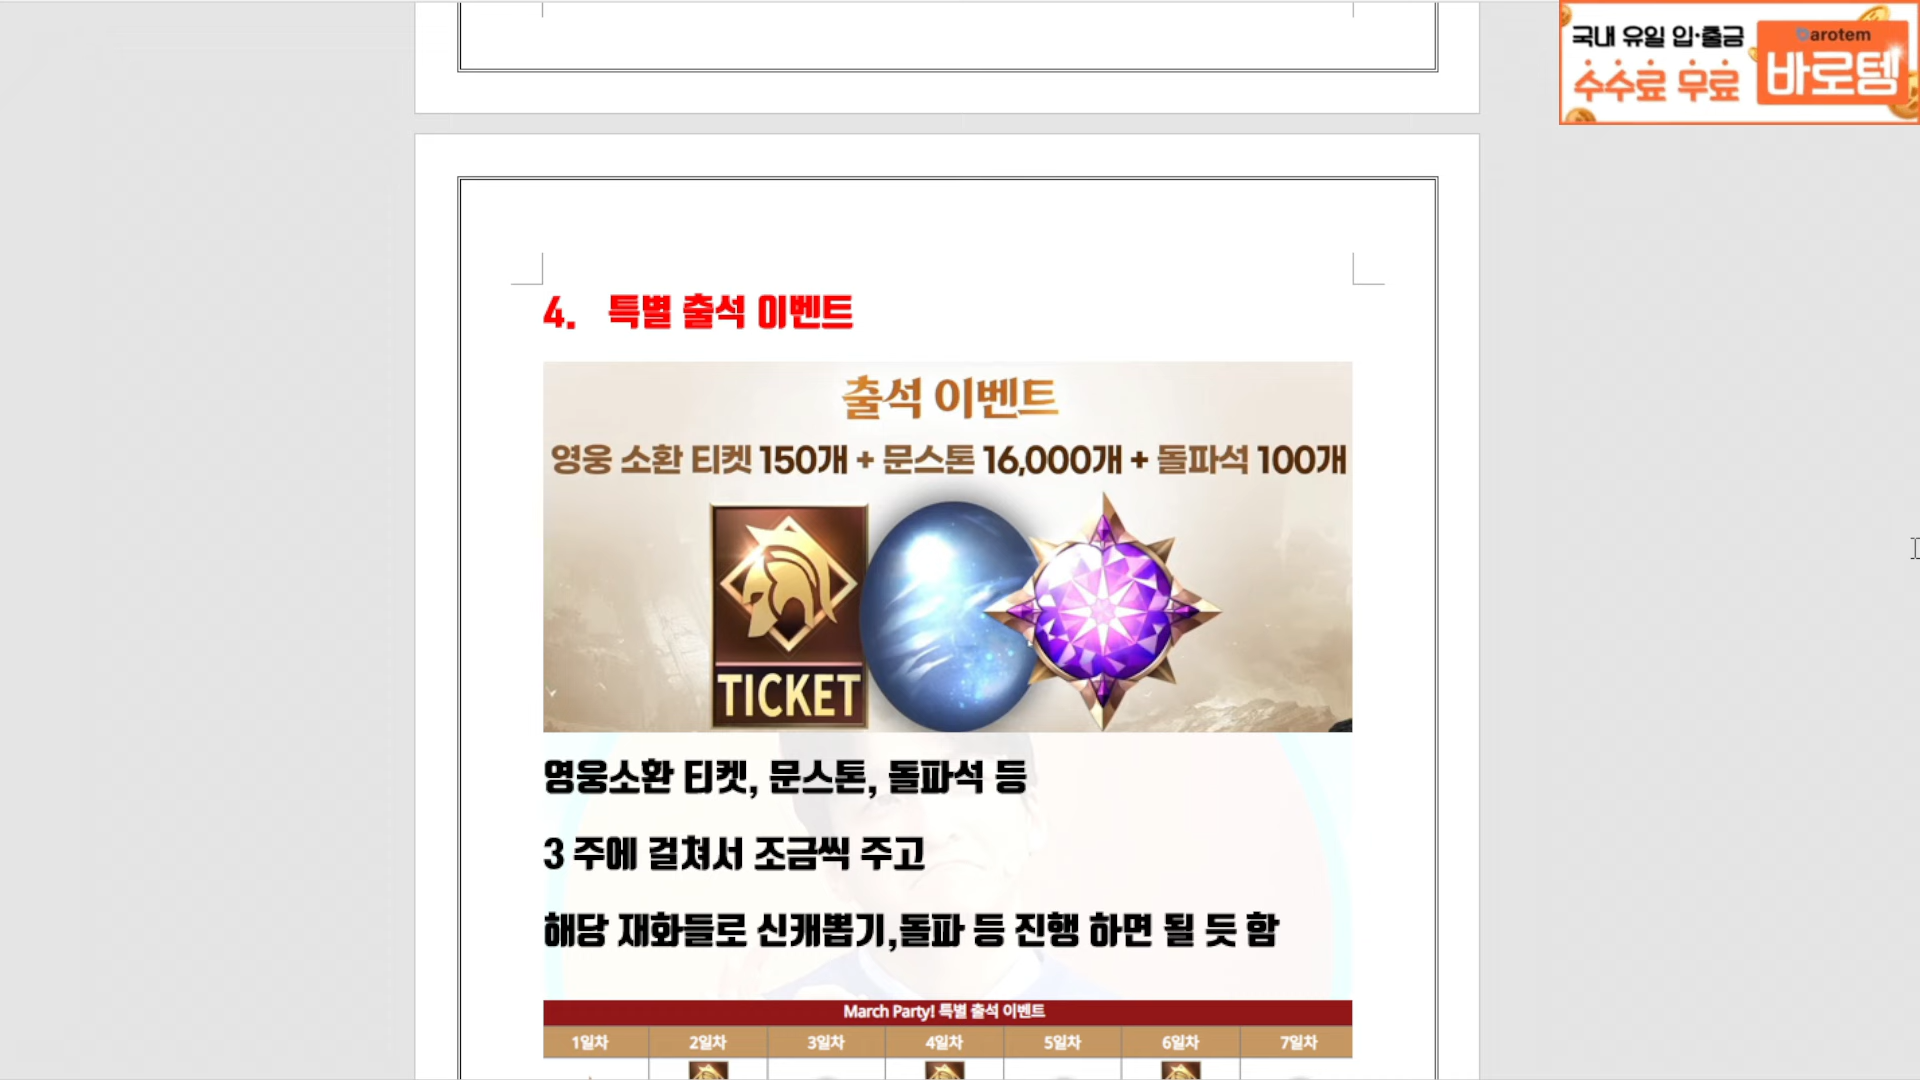 국내 유일 입·출금
수수료 무료
Barotem
바로템
4. 특별 출석 이벤트
출석 이벤트
영웅 소환 티켓 150개 + 문스톤 16,000개 + 돌파석 100개
TICKET
영웅소환 티켓, 문스톤, 돌파석 등
3 주에 걸쳐서 조금씩 주고
해당 재화들로 신캐뽑기,돌파 등 진행 하면 될 듯 함
March Party! 특별 출석 이벤트
1일차 2일차 3일차 4일차 5일차 6일차 7일차